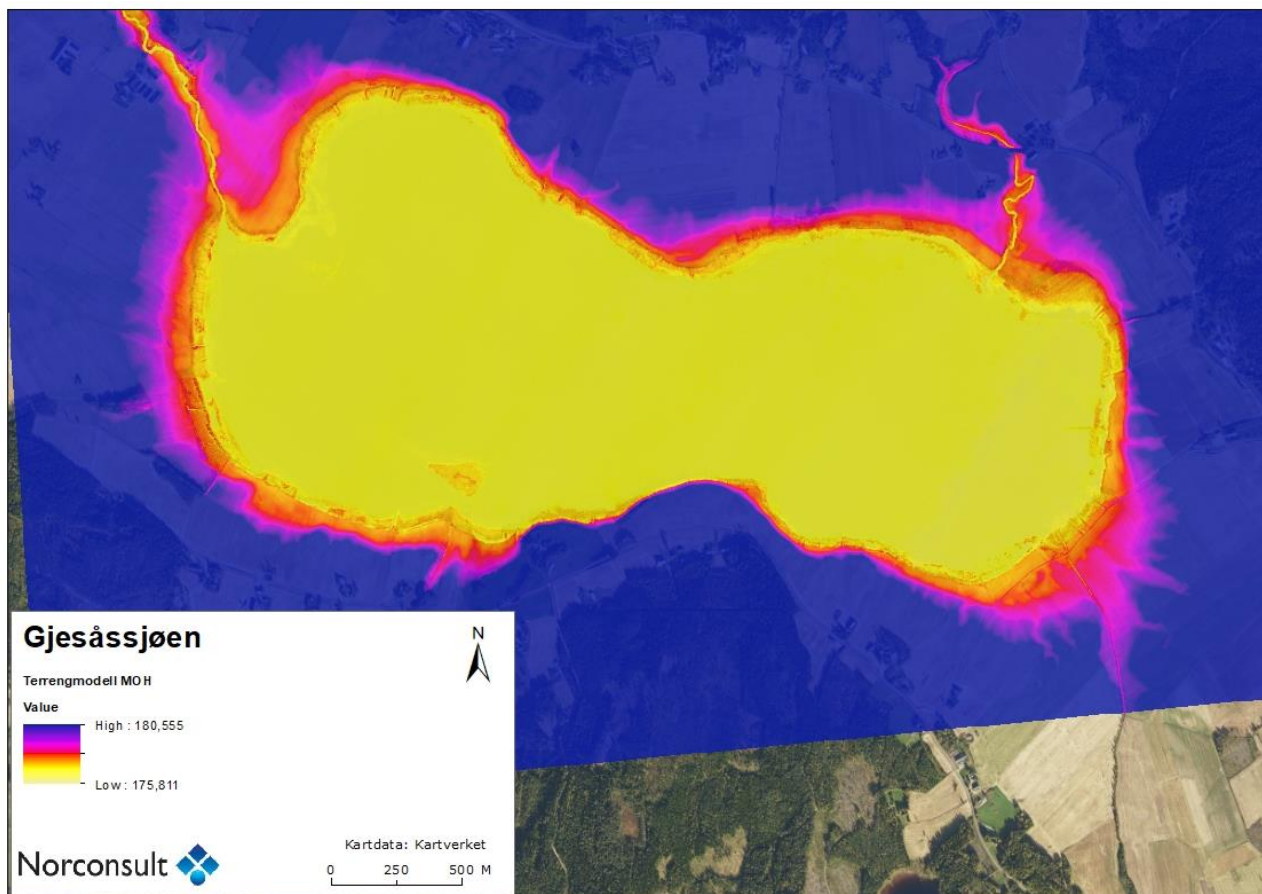 Gjesåssjøen
N
Terrengmodell MOH
Value
High : 180,555
Low : 175,811
Norconsult
Kartdata: Kartverket
0 250 500 M